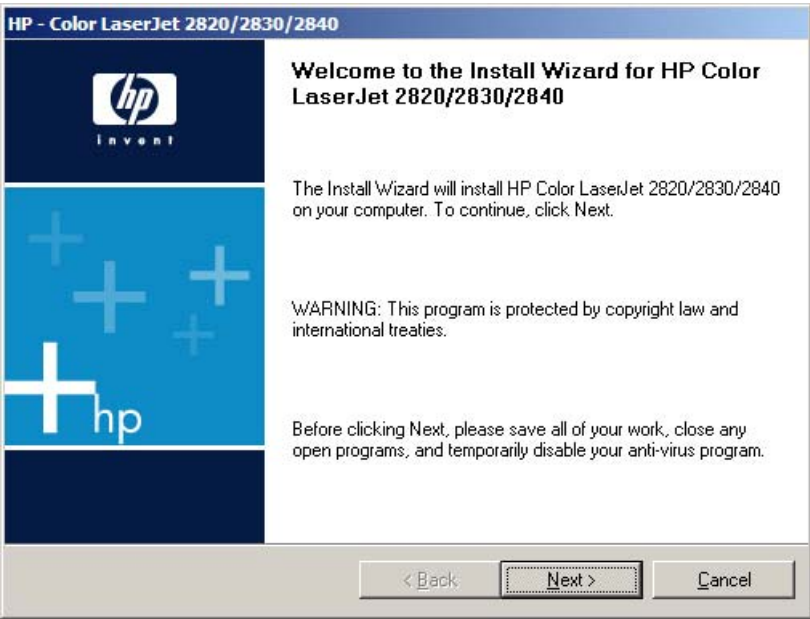 HP - Color LaserJet 2820/2830/2840
hp
invent
Welcome to the Install Wizard for HP Color
LaserJet 2820/2830/2840
The Install Wizard will install HP Color LaserJet 2820/2830/2840
on your computer. To continue, click Next.
WARNING: This program is protected by copyright law and
international treaties.
hp
Before clicking Next, please save all of your work, close any
open programs, and temporarily disable your anti-virus program.
< Back
Next >
Cancel